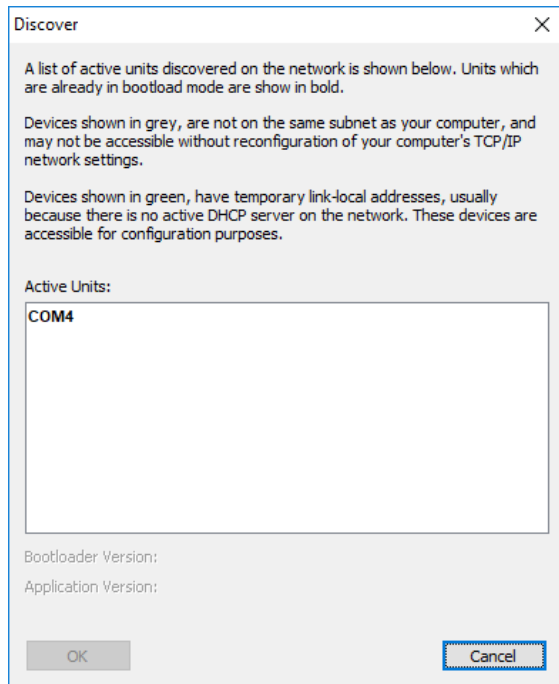 Discover
A list of active units discovered on the network is shown below. Units which
are already in bootload mode are show in bold.
Devices shown in grey, are not on the same subnet as your computer, and
may not be accessible without reconfiguration of your computer's TCP/IP
network settings.
Devices shown in green, have temporary link-local addresses, usually
because there is no active DHCP server on the network. These devices are
accessible for configuration purposes.
Active Units:
COM4
Bootloader Version:
Application Version:
OK Cancel